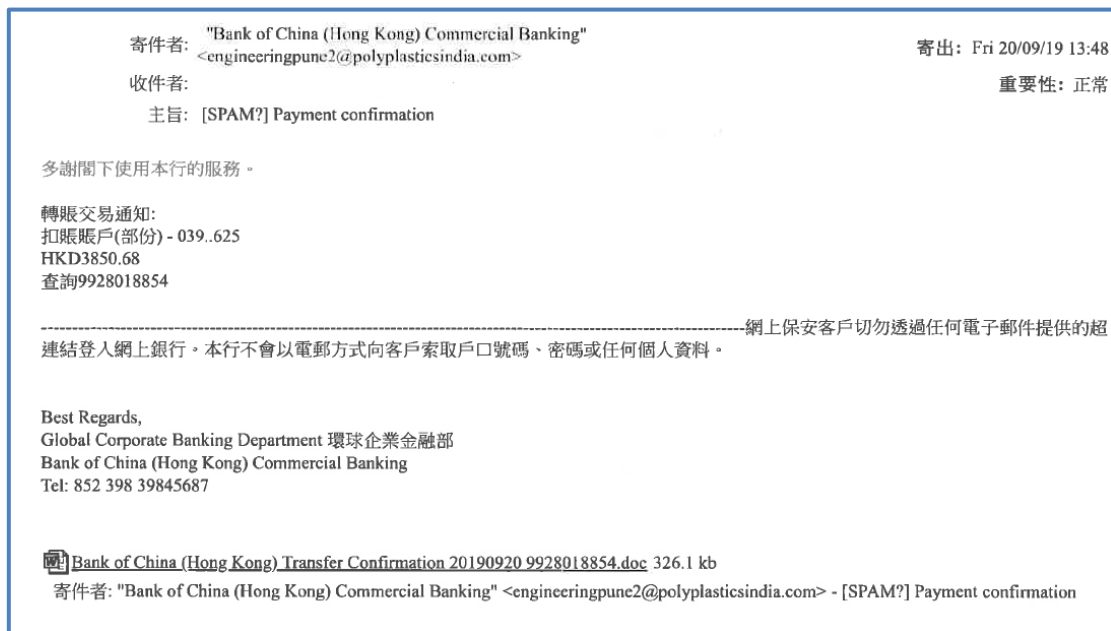 寄件者: "Bank of China (Hong Kong) Commercial Banking"
<engineeringpune2@polyplasticsindia.com>
寄出: Fri 20/09/19 13:48
收件者:
重要性: 正常
主旨: [SPAM?] Payment confirmation
多謝閣下使用本行的服務。
轉賬交易通知:
扣賬賬戶(部份) - 039..625
HKD3850.68
查詢9928018854
---------------------------------------------------------------------------------------------------------------網上保安客戶切勿透過任何電子郵件提供的超
連結登入網上銀行。本行不會以電郵方式向客戶索取戶口號碼、密碼或任何個人資料。
Best Regards,
Global Corporate Banking Department 環球企業金融部
Bank of China (Hong Kong) Commercial Banking
Tel: 852 398 39845687
Bank of China (Hong Kong) Transfer Confirmation 20190920 9928018854.doc 326.1 kb
寄件者: "Bank of China (Hong Kong) Commercial Banking" <engineeringpune2@polyplasticsindia.com> - [SPAM?] Payment confirmation